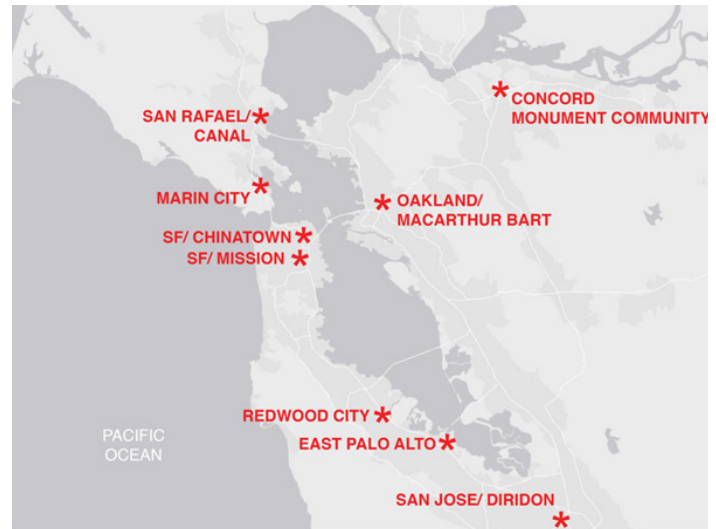 CONCORD
MONUMENT COMMUNITY
SAN RAFAEL/
CANAL
MARIN CITY
OAKLAND/
MACARTHUR BART
SF/ CHINATOWN
SF/ MISSION
REDWOOD CITY
EAST PALO ALTO
PACIFIC
OCEAN
SAN JOSE/ DIRIDON